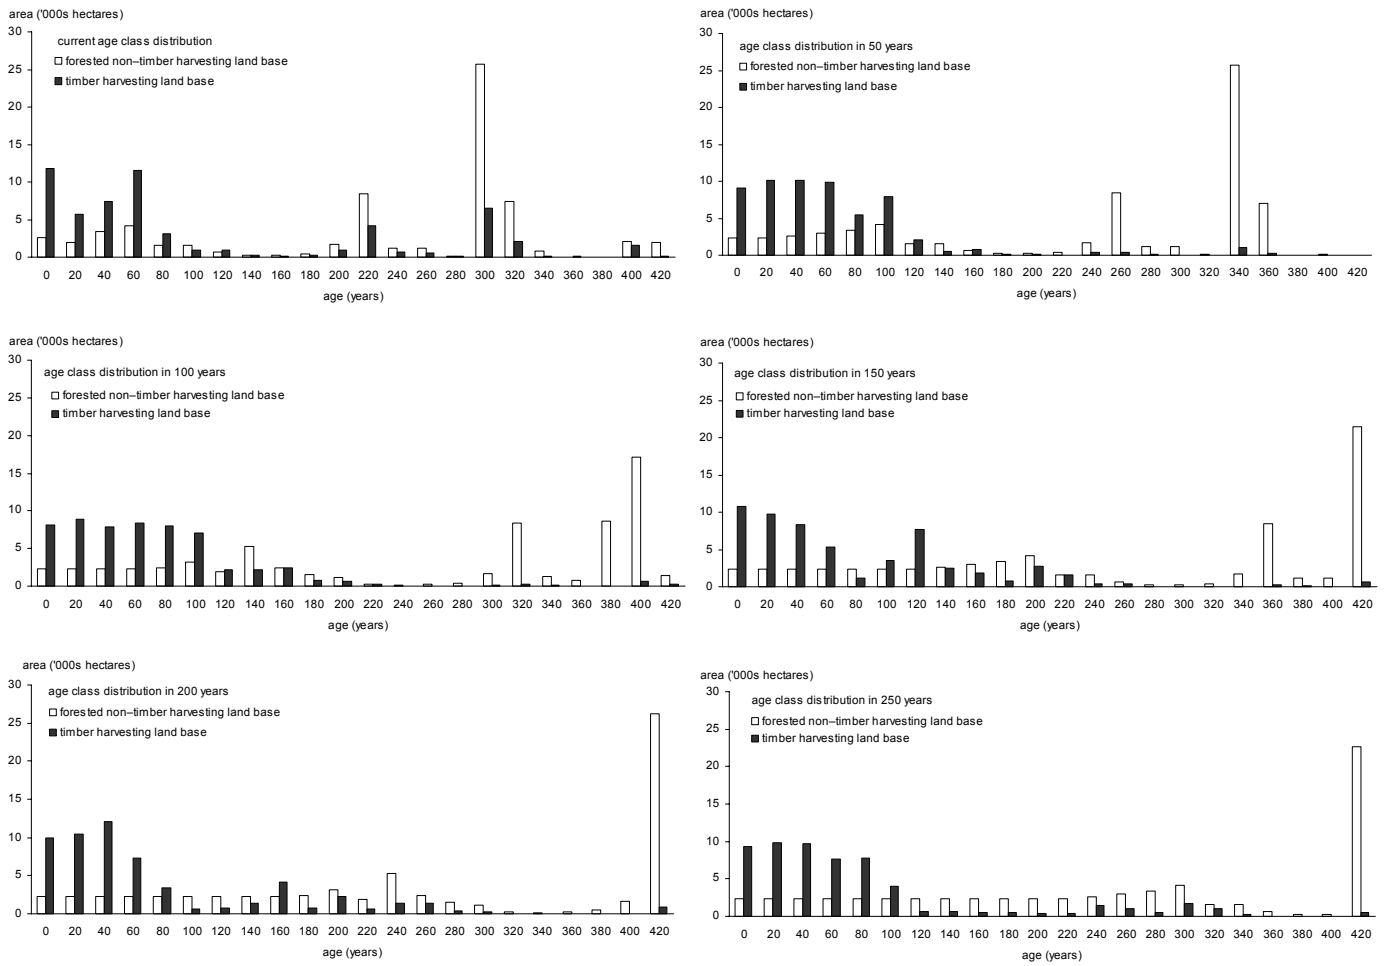 area ('000s hectares)
30
25
20
15
10
5
0
current age class distribution
forested non–timber harvesting land base
timber harvesting land base
0 20 40 60 80 100 120 140 160 180 200 220 240 260 280 300 320 340 360 380 400 420
age (years)
area ('000s hectares)
30
25
20
15
10
5
0
age class distribution in 50 years
forested non–timber harvesting land base
timber harvesting land base
0 20 40 60 80 100 120 140 160 180 200 220 240 260 280 300 320 340 360 380 400 420
age (years)
area ('000s hectares)
30
25
20
15
10
5
0
age class distribution in 100 years
forested non–timber harvesting land base
timber harvesting land base
0 20 40 60 80 100 120 140 160 180 200 220 240 260 280 300 320 340 360 380 400 420
age (years)
area ('000s hectares)
30
25
20
15
10
5
0
age class distribution in 150 years
forested non–timber harvesting land base
timber harvesting land base
0 20 40 60 80 100 120 140 160 180 200 220 240 260 280 300 320 340 360 380 400 420
age (years)
area ('000s hectares)
30
25
20
15
10
5
0
age class distribution in 200 years
forested non–timber harvesting land base
timber harvesting land base
0 20 40 60 80 100 120 140 160 180 200 220 240 260 280 300 320 340 360 380 400 420
age (years)
area ('000s hectares)
30
25
20
15
10
5
0
age class distribution in 250 years
forested non–timber harvesting land base
timber harvesting land base
0 20 40 60 80 100 120 140 160 180 200 220 240 260 280 300 320 340 360 380 400 420
age (years)